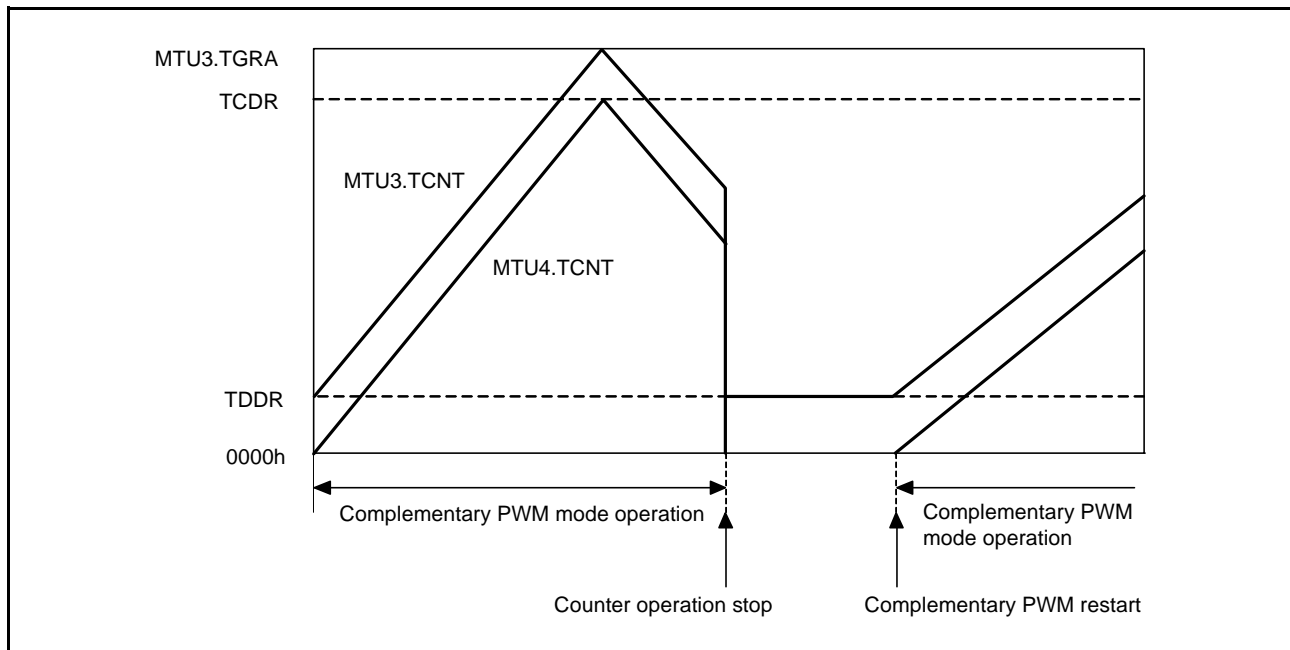 MTU3.TGRA
TCDR
MTU3.TCNT
MTU4.TCNT
TDDR
0000h
Complementary PWM mode operation
Complementary PWM
mode operation
Counter operation stop
Complementary PWM restart